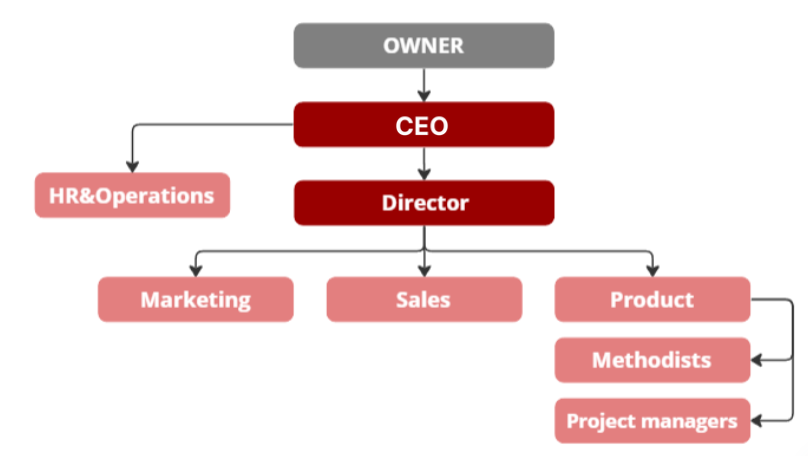 OWNER
CEO
HR&Operations
Director
Marketing
Sales
Product
Methodists
Project managers